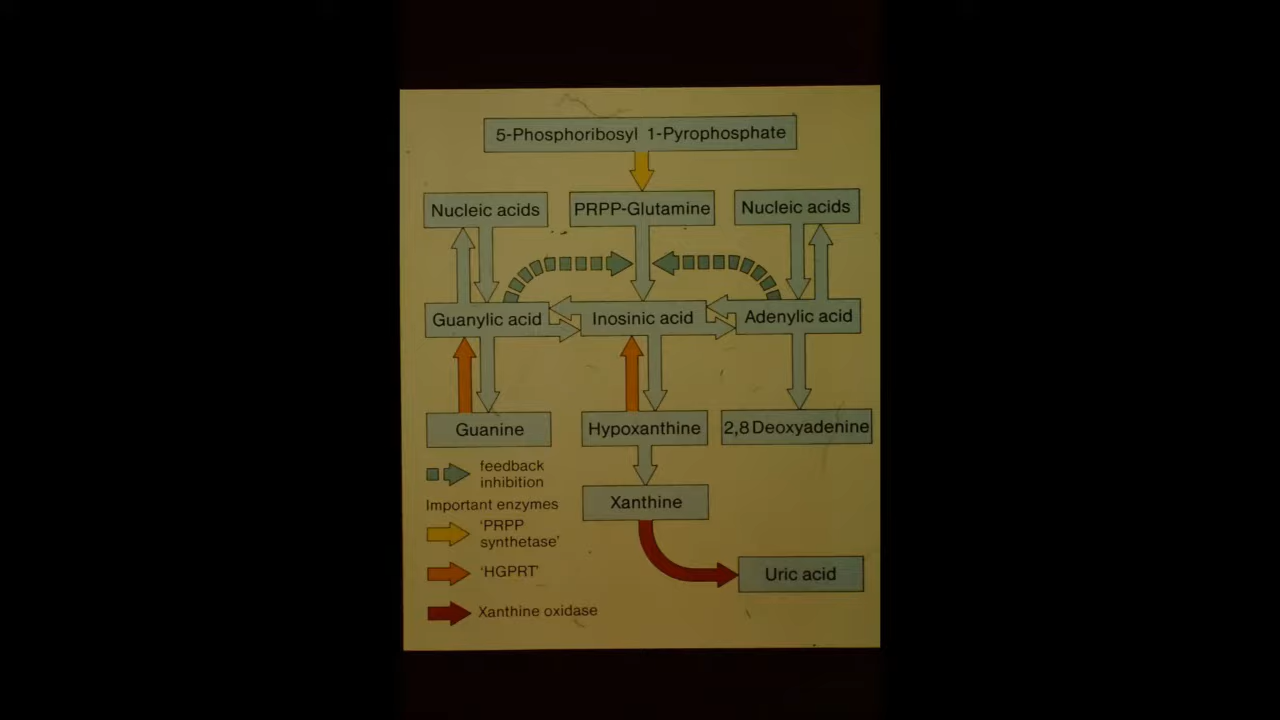 5-Phosphoribosyl 1-Pyrophosphate
Nucleic acids
PRPP-Glutamine
Nucleic acids
Guanylic acid
Inosinic acid
Adenylic acid
Guanine
Hypoxanthine
2,8 Deoxyadenine
feedback
inhibition
Xanthine
Important enzymes
'PRPP
synthetase'
Uric acid
'HGPRT'
Xanthine oxidase